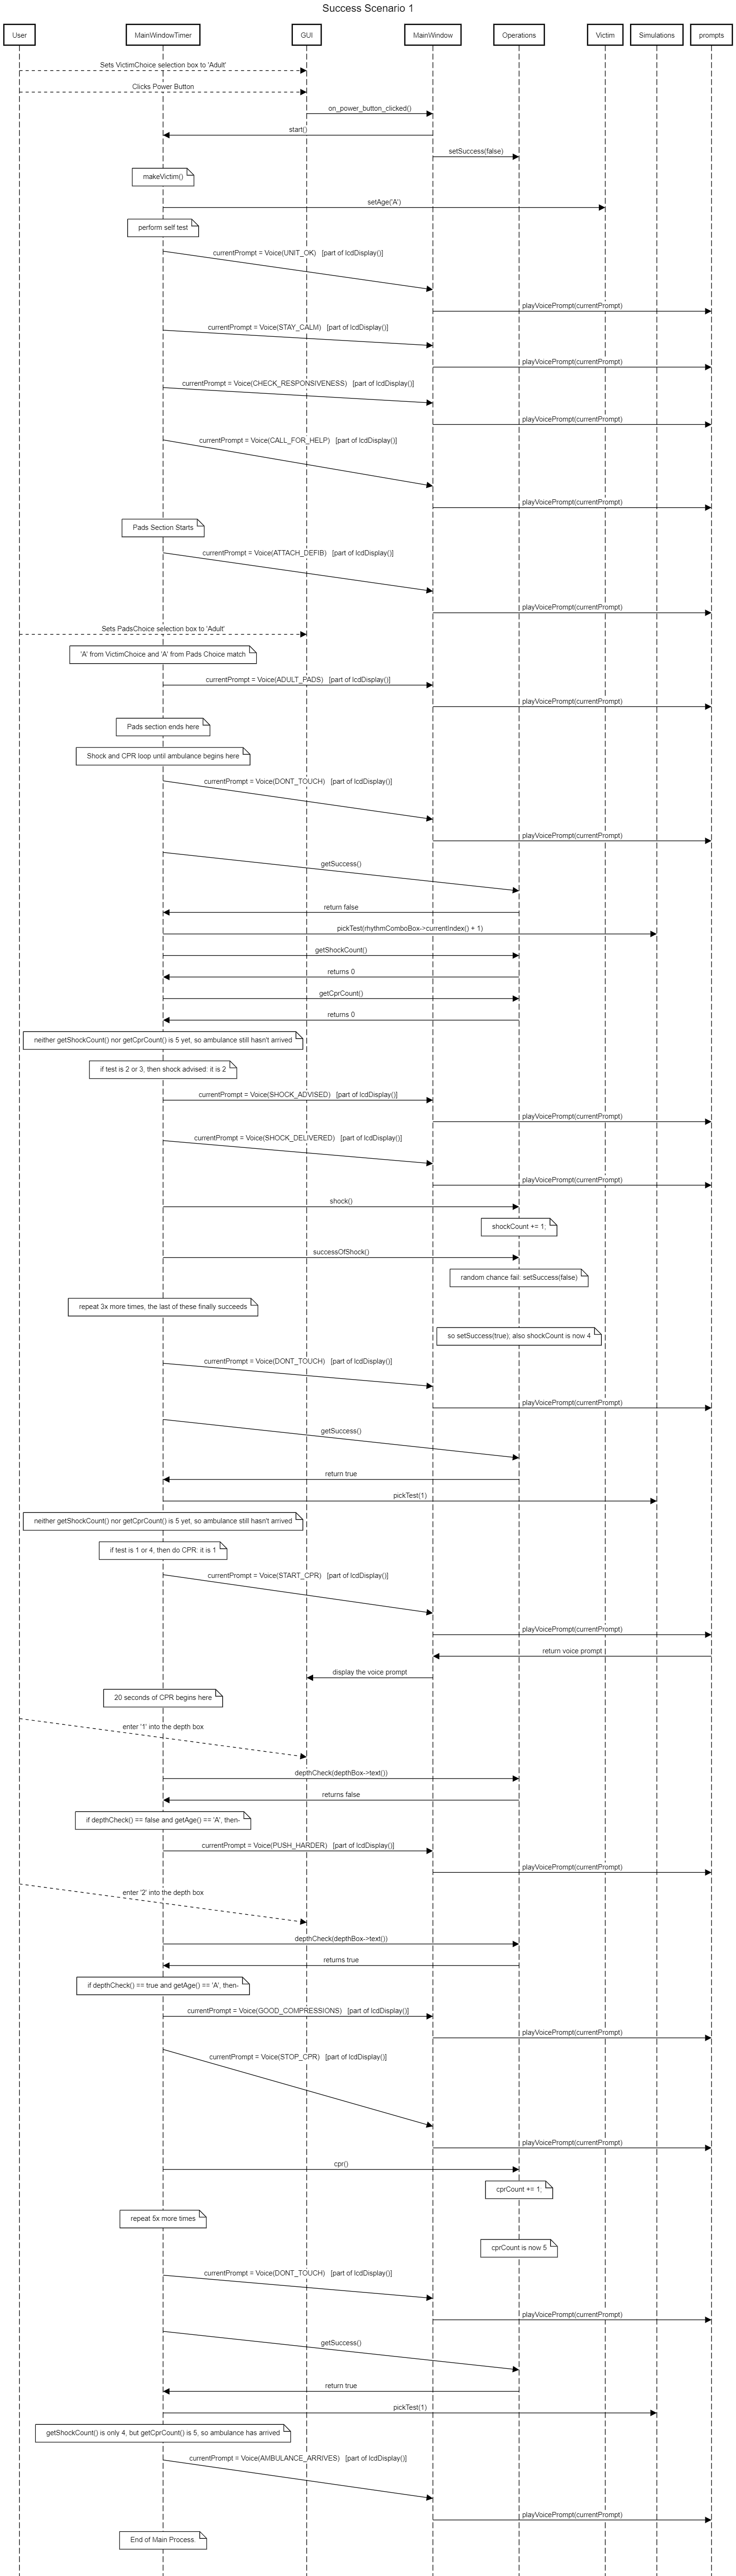 Success Scenario 1
User
MainWindowTimer
GUI
MainWindow
Operations
Victim
Simulations
prompts
Sets VictimChoice selection box to 'Adult'
Clicks Power Button
on_power_button_clicked()
start()
setSuccess(false)
makeVictim()
setAge('A')
perform self test
currentPrompt = Voice(UNIT_OK) [part of lcdDisplay()]
playVoicePrompt(currentPrompt)
currentPrompt = Voice(STAY_CALM) [part of lcdDisplay()]
playVoicePrompt(currentPrompt)
currentPrompt = Voice(CHECK_RESPONSIVENESS) [part of lcdDisplay()]
playVoicePrompt(currentPrompt)
currentPrompt = Voice(CALL_FOR_HELP) [part of lcdDisplay()]
playVoicePrompt(currentPrompt)
Pads Section Starts
currentPrompt = Voice(ATTACH_DEFIB) [part of lcdDisplay()]
playVoicePrompt(currentPrompt)
Sets PadsChoice selection box to 'Adult'
'A' from VictimChoice and 'A' from Pads Choice match
currentPrompt = Voice(ADULT_PADS) [part of lcdDisplay()]
playVoicePrompt(currentPrompt)
Pads section ends here
Shock and CPR loop until ambulance begins here
currentPrompt = Voice(DONT_TOUCH) [part of lcdDisplay()]
playVoicePrompt(currentPrompt)
getSuccess()
return false
pickTest(rhythmComboBox->currentIndex() + 1)
getShockCount()
returns 0
getCprCount()
returns 0
neither getShockCount() nor getCprCount() is 5 yet, so ambulance still hasn't arrived
if test is 2 or 3, then shock advised: it is 2
currentPrompt = Voice(SHOCK_ADVISED) [part of lcdDisplay()]
playVoicePrompt(currentPrompt)
currentPrompt = Voice(SHOCK_DELIVERED) [part of lcdDisplay()]
playVoicePrompt(currentPrompt)
shock()
shockCount += 1;
successOfShock()
random chance fail: setSuccess(false)
repeat 3x more times, the last of these finally succeeds
so setSuccess(true); also shockCount is now 4
currentPrompt = Voice(DONT_TOUCH) [part of lcdDisplay()]
playVoicePrompt(currentPrompt)
getSuccess()
return true
pickTest(1)
neither getShockCount() nor getCprCount() is 5 yet, so ambulance still hasn't arrived
if test is 1 or 4, then do CPR: it is 1
currentPrompt = Voice(START_CPR) [part of lcdDisplay()]
playVoicePrompt(currentPrompt)
return voice prompt
display the voice prompt
20 seconds of CPR begins here
enter '1' into the depth box
depthCheck(depthBox->text())
returns false
if depthCheck() == false and getAge() == 'A', then-
currentPrompt = Voice(PUSH_HARDER) [part of lcdDisplay()]
playVoicePrompt(currentPrompt)
enter '2' into the depth box
depthCheck(depthBox->text())
returns true
if depthCheck() == true and getAge() == 'A', then-
currentPrompt = Voice(GOOD_COMPRESSIONS) [part of lcdDisplay()]
playVoicePrompt(currentPrompt)
currentPrompt = Voice(STOP_CPR) [part of lcdDisplay()]
playVoicePrompt(currentPrompt)
cpr()
cprCount += 1;
repeat 5x more times
cprCount is now 5
currentPrompt = Voice(DONT_TOUCH) [part of lcdDisplay()]
playVoicePrompt(currentPrompt)
getSuccess()
return true
pickTest(1)
getShockCount() is only 4, but getCprCount() is 5, so ambulance has arrived
currentPrompt = Voice(AMBULANCE_ARRIVES) [part of lcdDisplay()]
playVoicePrompt(currentPrompt)
End of Main Process.